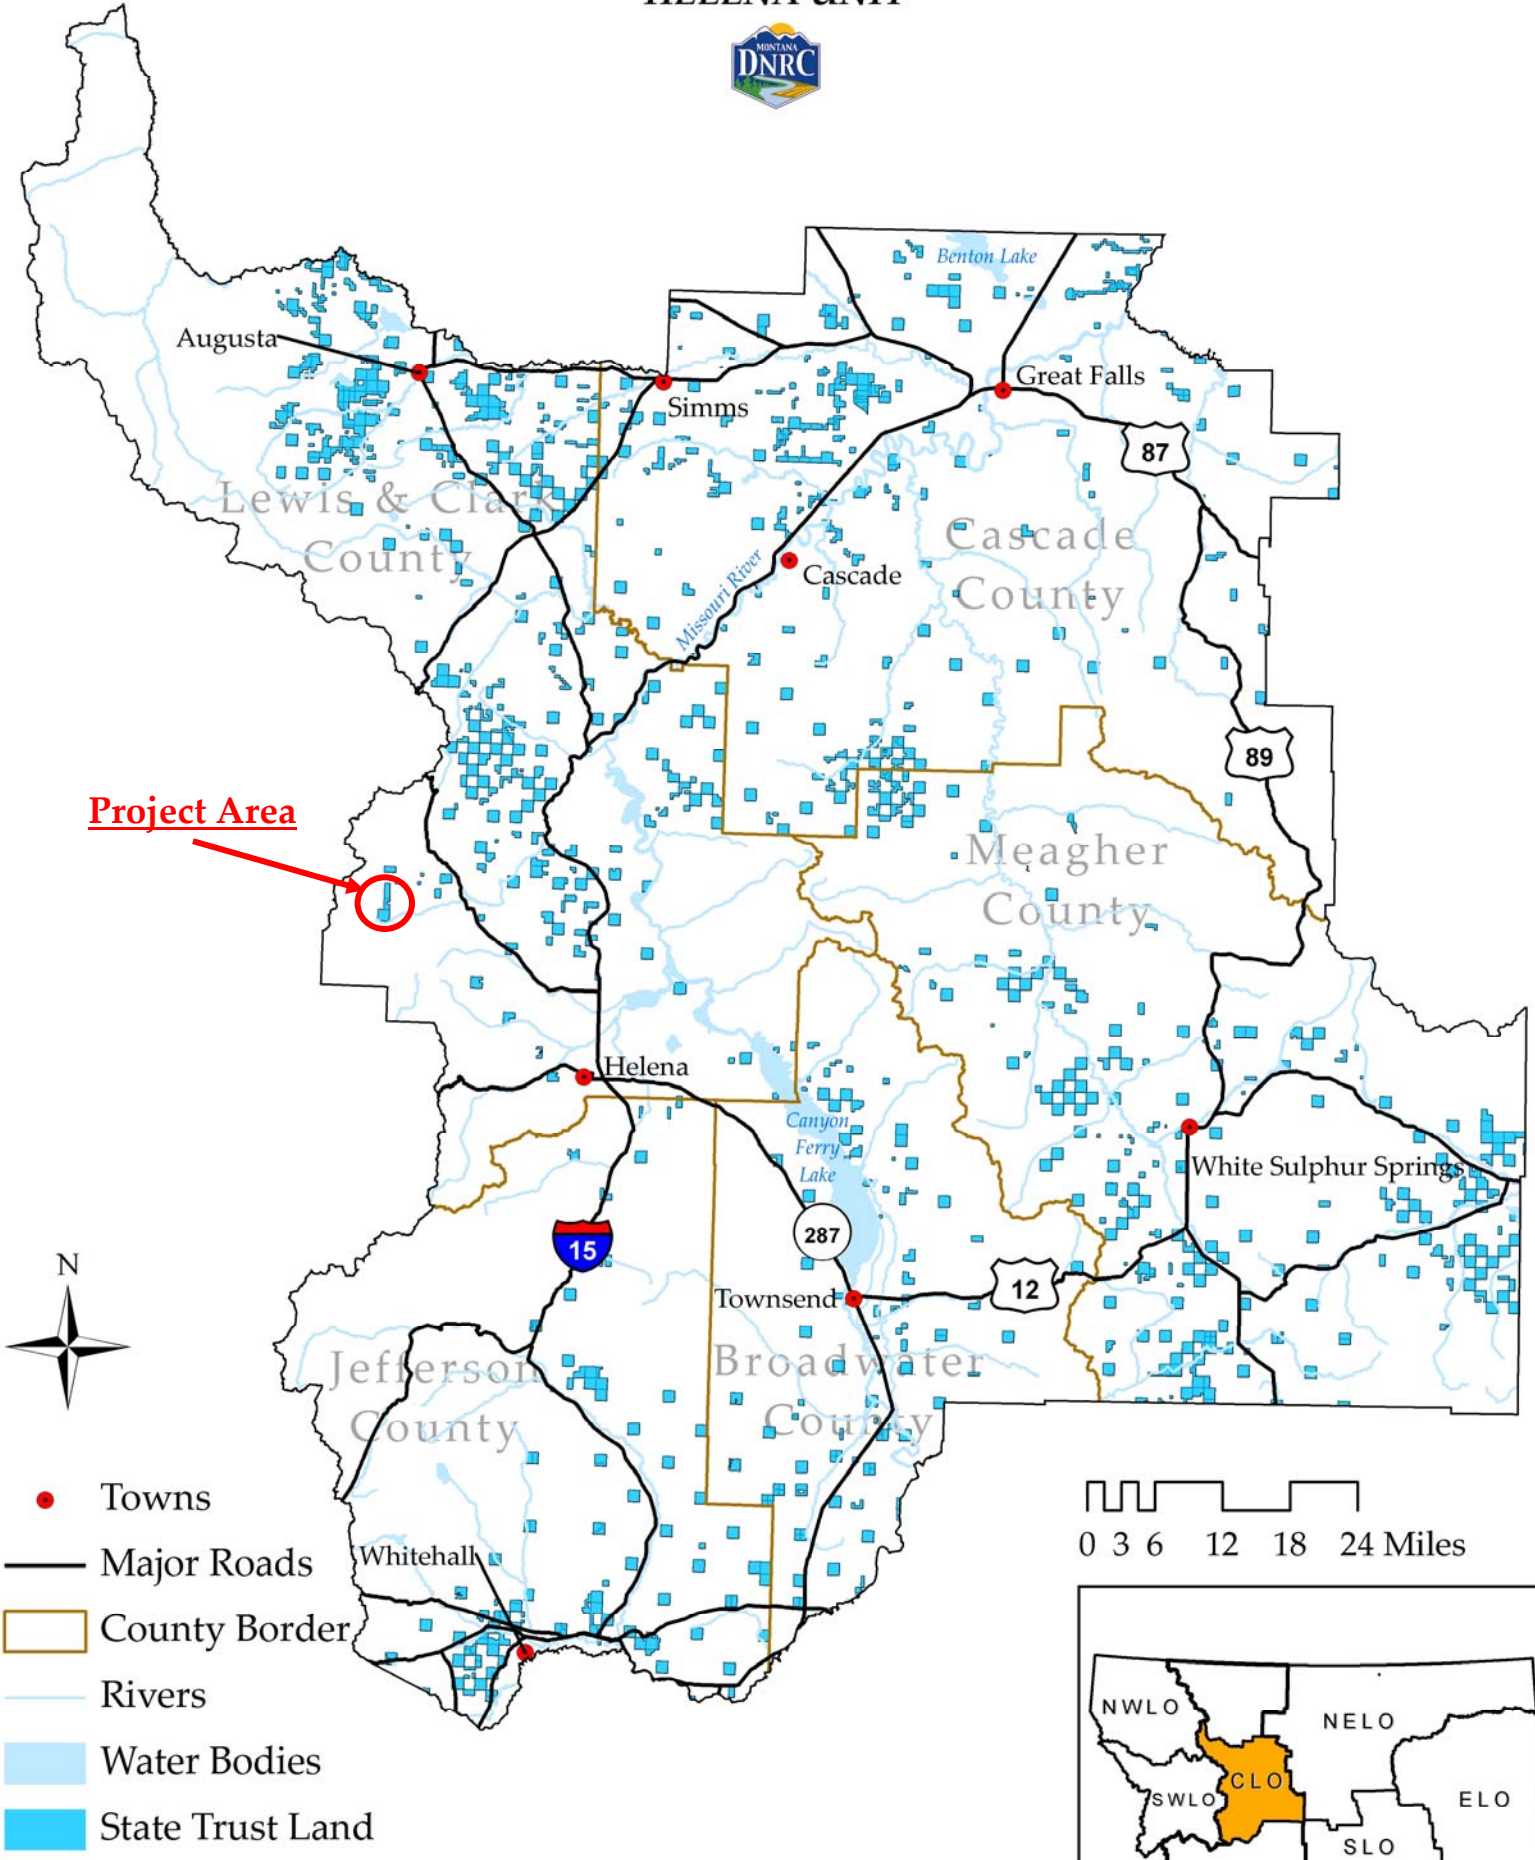 HELENA UNIT
MONTANA
DNRC
Benton Lake
Augusta
Great Falls
Simms
87
Lewis & Clark
County
Cascade
County
Missouri River
Cascade
89
Project Area
Meagher
County
Helena
Canyon
Ferry
Lake
White Sulphur Springs
15
287
N
12
Townsend
Jefferson
County
Broadwater
County
Towns
Major Roads
County Border
Rivers
Water Bodies
State Trust Land
Whitehall
0 3 6 12 18 24 Miles
NWLO
NELO
CLO
SWLO
ELO
SLO